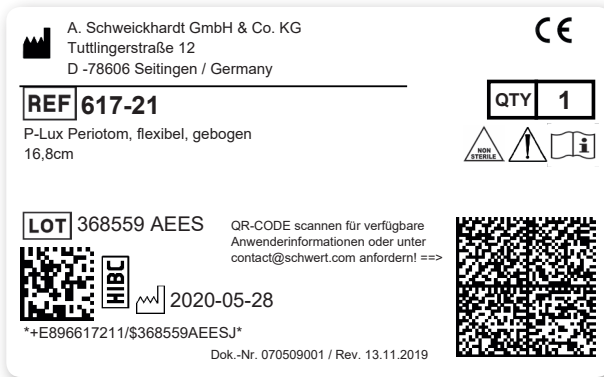 A. Schweickhardt GmbH & Co. KG
Tuttlingerstraße 12
D -78606 Seitingen / Germany
CE
REF 617-21
QTY 1
P-Lux Periotom, flexibel, gebogen
16,8cm
NON
STERILE
LOT 368559 AEES
QR-CODE scannen für verfügbare
Anwenderinformationen oder unter
contact@schwert.com anfordern! ==>
HIBC
2020-05-28
*+E896617211/$368559AEESJ*
Dok.-Nr. 070509001 / Rev. 13.11.2019